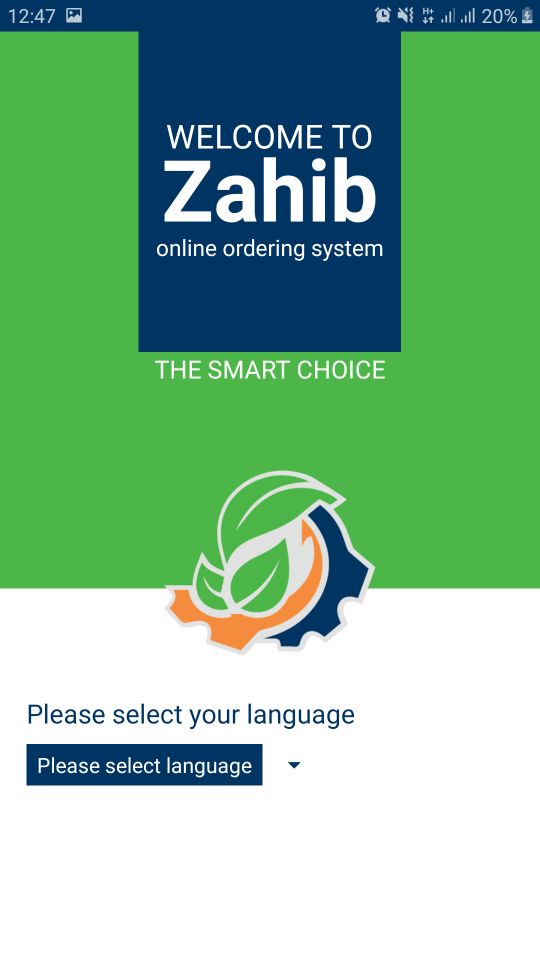 12:47
H+
20%
WELCOME TO
Zahib
online ordering system
THE SMART CHOICE
Please select your language
Please select language